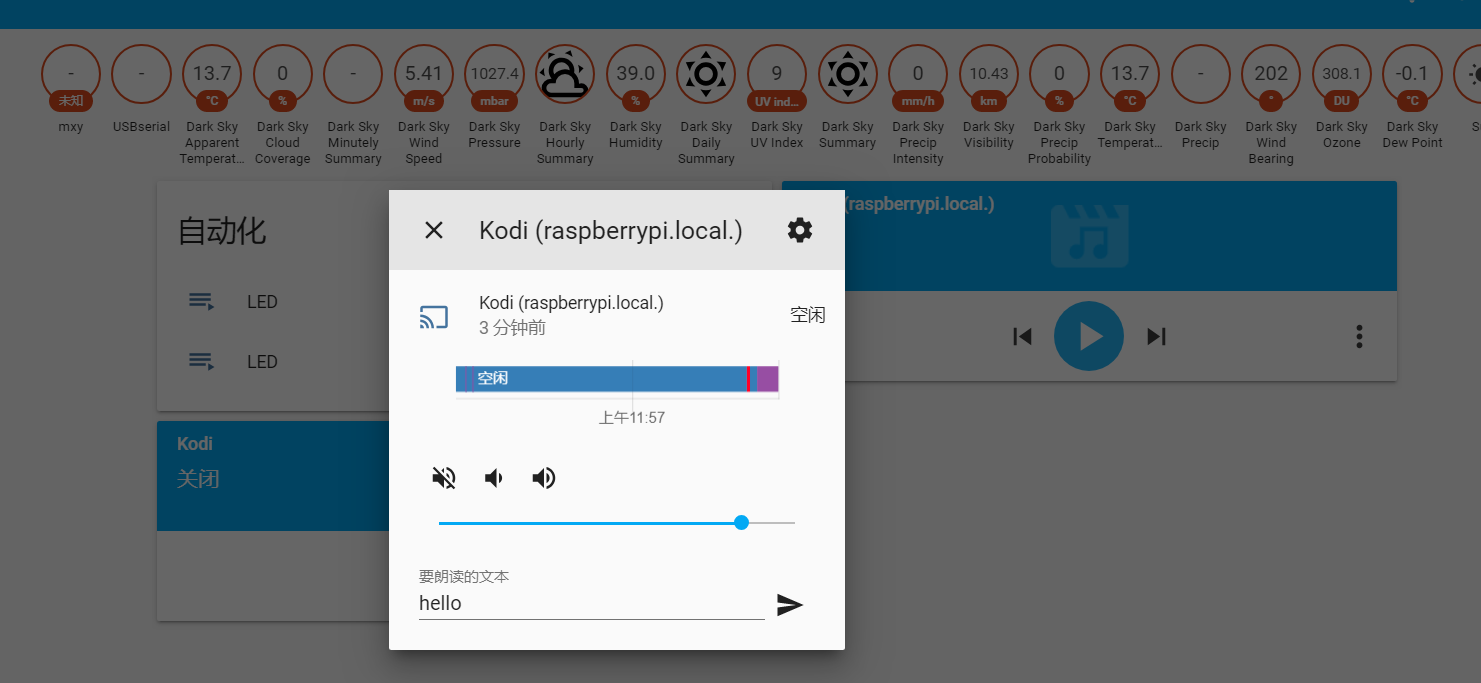 -
未知
mxy
-
USBserial
13.7
°C
Dark Sky
Apparent
Temperat...
0
%
Dark Sky
Cloud
Coverage
-
Dark Sky
Minutely
Summary
5.41
m/s
Dark Sky
Wind
Speed
1027.4
mbar
Dark Sky
Pressure
Dark Sky
Hourly
Summary
39.0
%
Dark Sky
Humidity
Dark Sky
Daily
Summary
9
UV ind...
Dark Sky
UV Index
Dark Sky
Summary
0
mm/h
Dark Sky
Precip
Intensity
10.43
km
Dark Sky
Visibility
0
%
Dark Sky
Precip
Probability
13.7
°C
Dark Sky
Temperat...
-
Dark Sky
Precip
202
°
Dark Sky
Wind
Bearing
308.1
DU
Dark Sky
Ozone
-0.1
°C
Dark Sky
Dew Point
自动化
LED
LED
Kodi
关闭
Kodi (raspberrypi.local.)
Kodi (raspberrypi.local.)
3 分钟前
空闲
空闲
上午11:57
要朗读的文本
hello
(raspberrypi.local.)